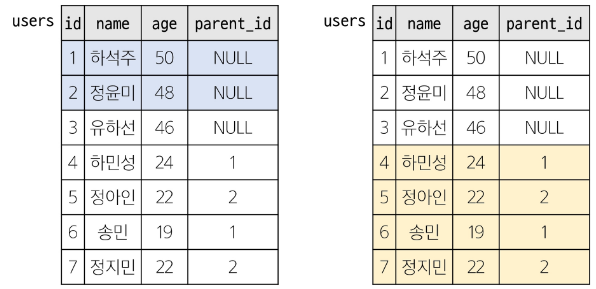 users id name age parent_id
1 하석주 50 NULL
2 정윤미 48 NULL
3 유하선 46 NULL
4 하민성 24 1
5 정아인 22 2
6 송민 19 1
7 정지민 22 2
users id name age parent_id
1 하석주 50 NULL
2 정윤미 48 NULL
3 유하선 46 NULL
4 하민성 24 1
5 정아인 22 2
6 송민 19 1
7 정지민 22 2